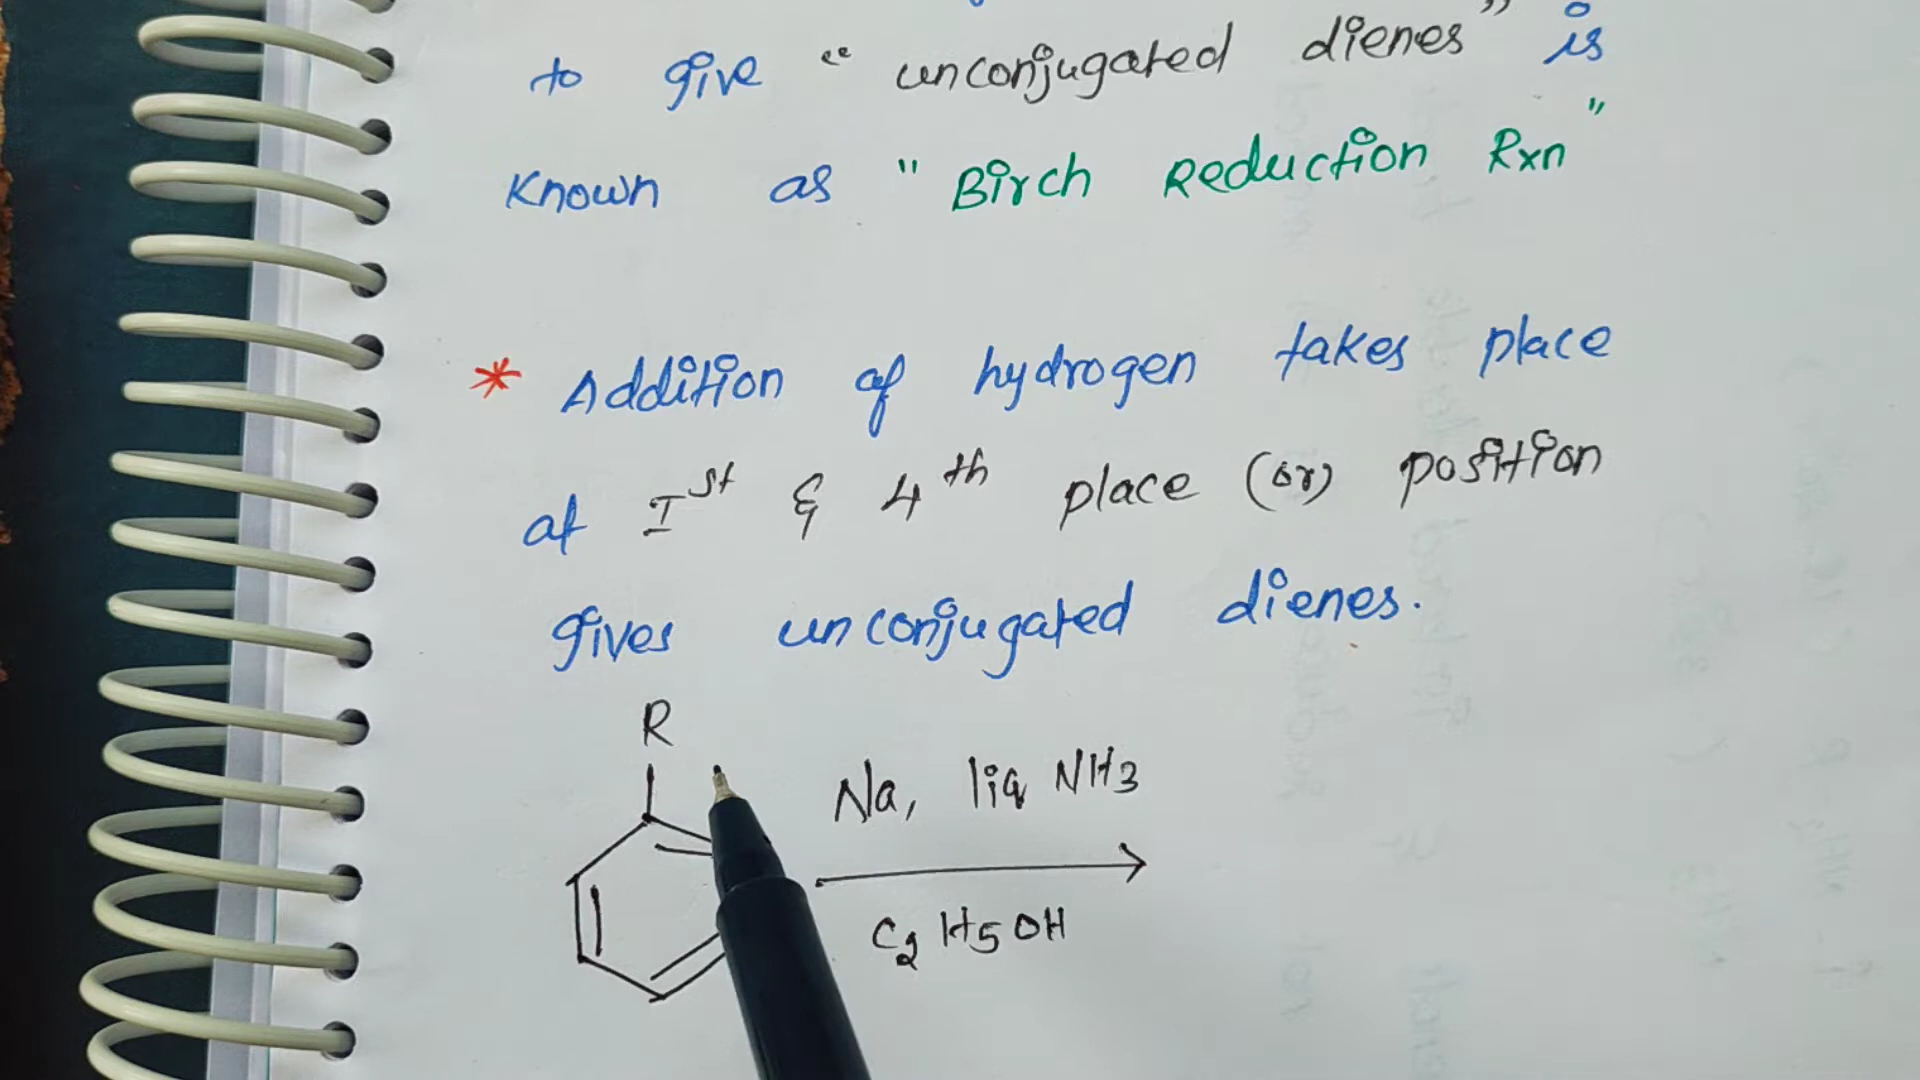 to give “ unconjugated dienes” is
Known as " Birch Reduction Rxn "
* Addition of hydrogen takes place
at Ist & 4th place (or) position
gives unconjugated dienes.
R
Na, liq NH3
C2H5OH